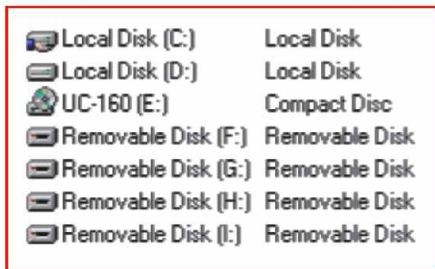 Local Disk (C:) Local Disk
Local Disk (D:) Local Disk
UC-160 (E:) Compact Disc
Removable Disk (F:) Removable Disk
Removable Disk (G:) Removable Disk
Removable Disk (H:) Removable Disk
Removable Disk (I:) Removable Disk